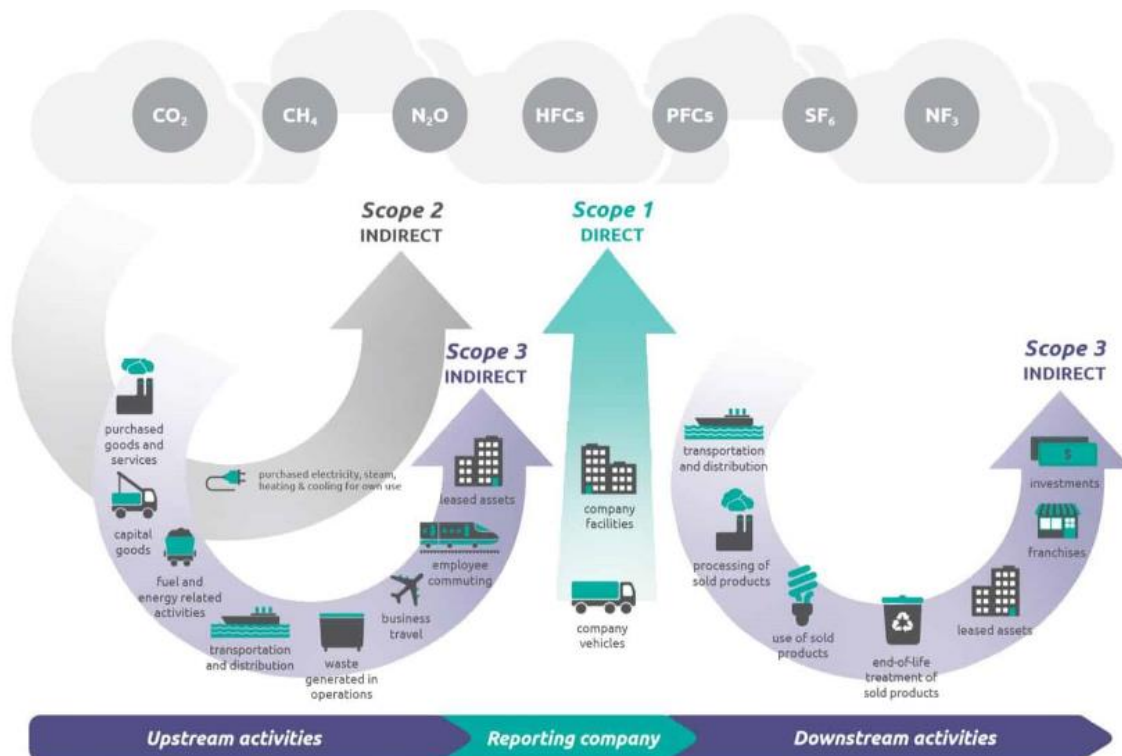 CO₂
CH₄
N₂O
HFCs
PFCs
SF₆
NF₃
Scope 2
INDIRECT
Scope 1
DIRECT
Scope 3
INDIRECT
Scope 3
INDIRECT
purchased
goods and
services
capital
goods
fuel and
energy related
activities
transportation
and distribution
waste
generated in
operations
business
travel
employee
commuting
leased assets
purchased electricity, steam,
heating & cooling for own use
company
facilities
company
vehicles
transportation
and distribution
processing of
sold products
use of sold
products
end-of-life
treatment of
sold products
leased assets
franchises
investments
$
Upstream activities
Reporting company
Downstream activities